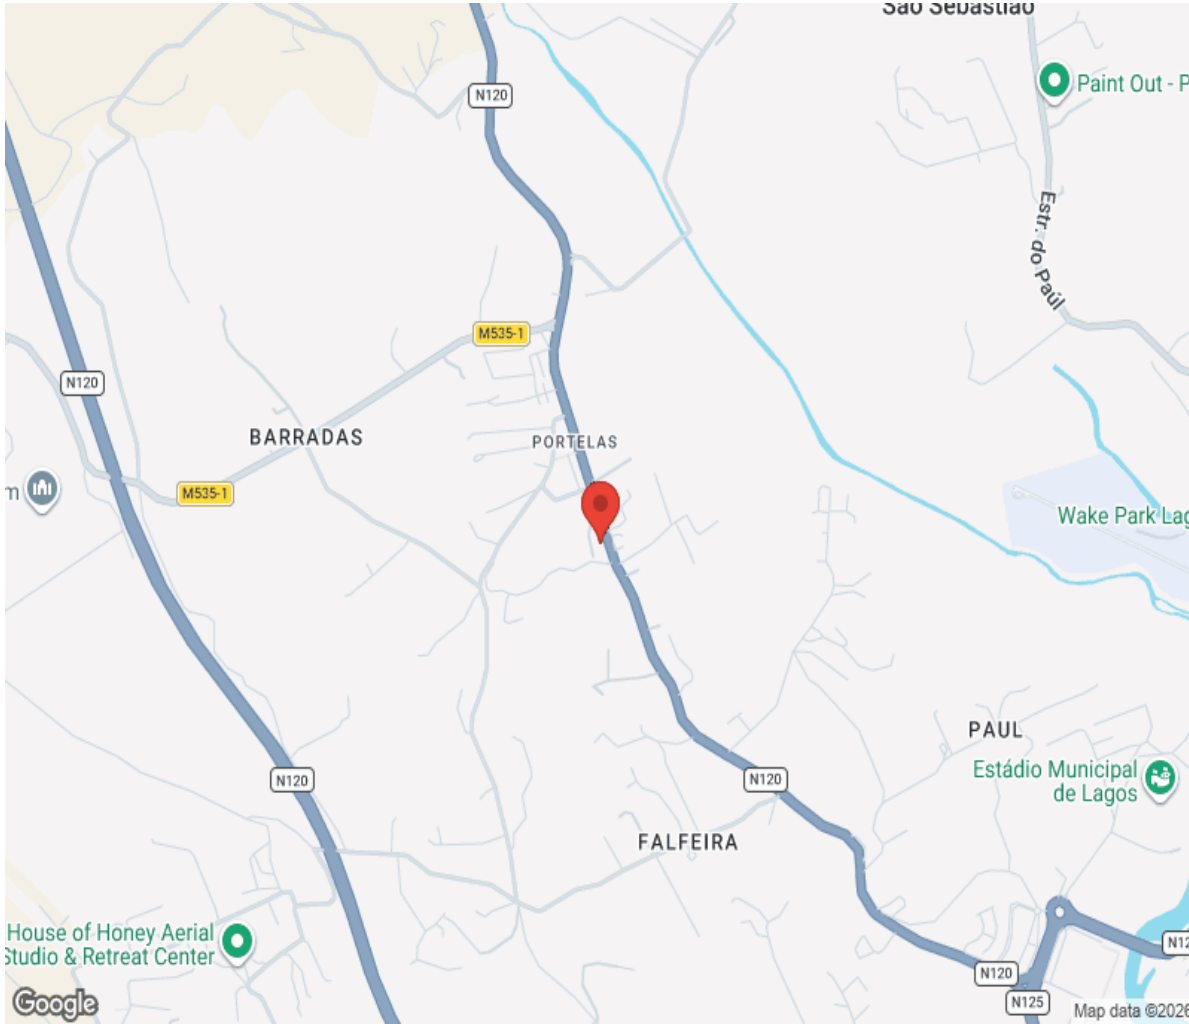 São Sebastião
N120
Paint Out - P
Estr. do Paúl
M535-1
N120
BARRADAS
PORTELAS
M535-1
m
Wake Park Lag
PAUL
N120
N120
Estádio Municipal
de Lagos
FALFEIRA
House of Honey Aerial
Studio & Retreat Center
N12
N120
N125
Google
Map data ©2026